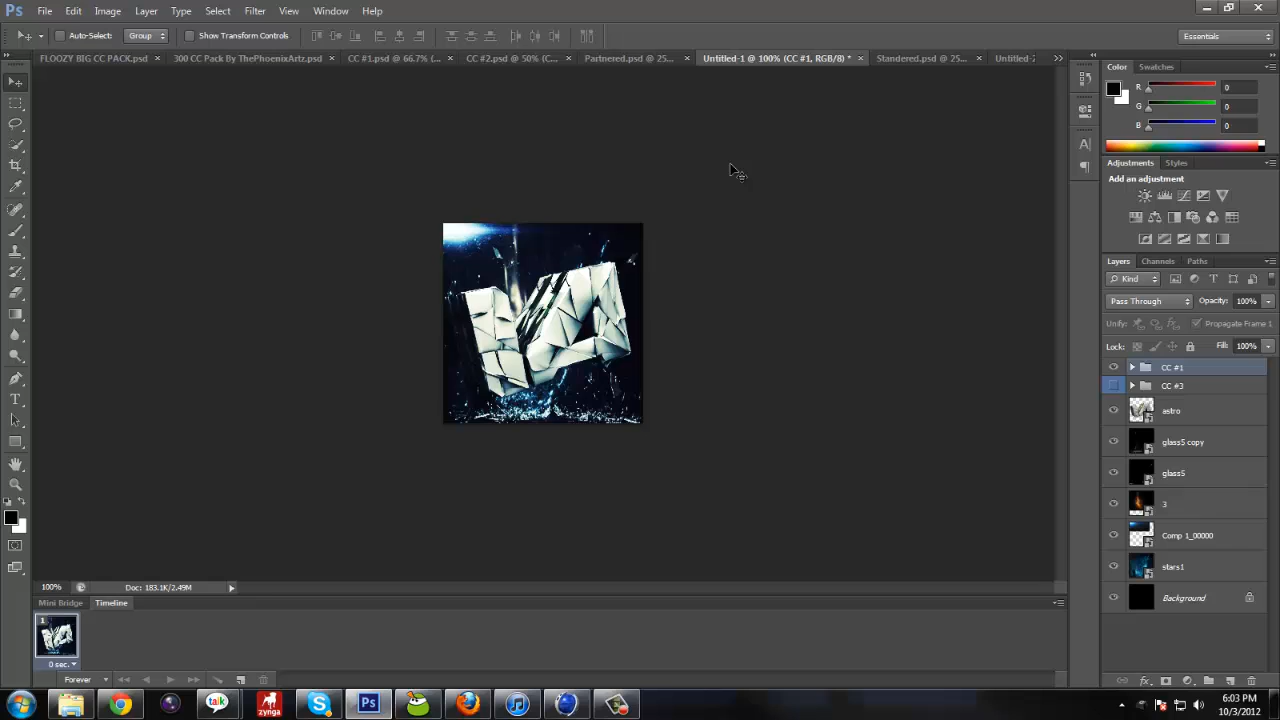 Ps File Edit Image Layer Type Select Filter View Window Help
Auto-Select: Group Show Transform Controls Essentials
FLOOZY BIG CC PACK.psd × 300 CC Pack By ThePhoenixArtz.psd × CC #1.psd @ 66.7% (... × CC #2.psd @ 50% (C... × Partnered.psd @ 25... × Untitled-1 @ 100% (CC #1, RGB/8) * × Standered.psd @ 25... × Untitled-
Color Swatches
R 0
G 0
B 0
Adjustments Styles
Add an adjustment
Layers Channels Paths
Kind
Pass Through Opacity: 100%
Unify: Propagate Frame 1
Lock: Fill: 100%
CC #1
CC #3
astro
glass5 copy
glass5
3
Comp 1_00000
stars1
Background
100% Doc: 183.1K/2.49M
Mini Bridge Timeline
1
0 sec.
Forever
talk zynga Ps
6:03 PM
10/3/2012